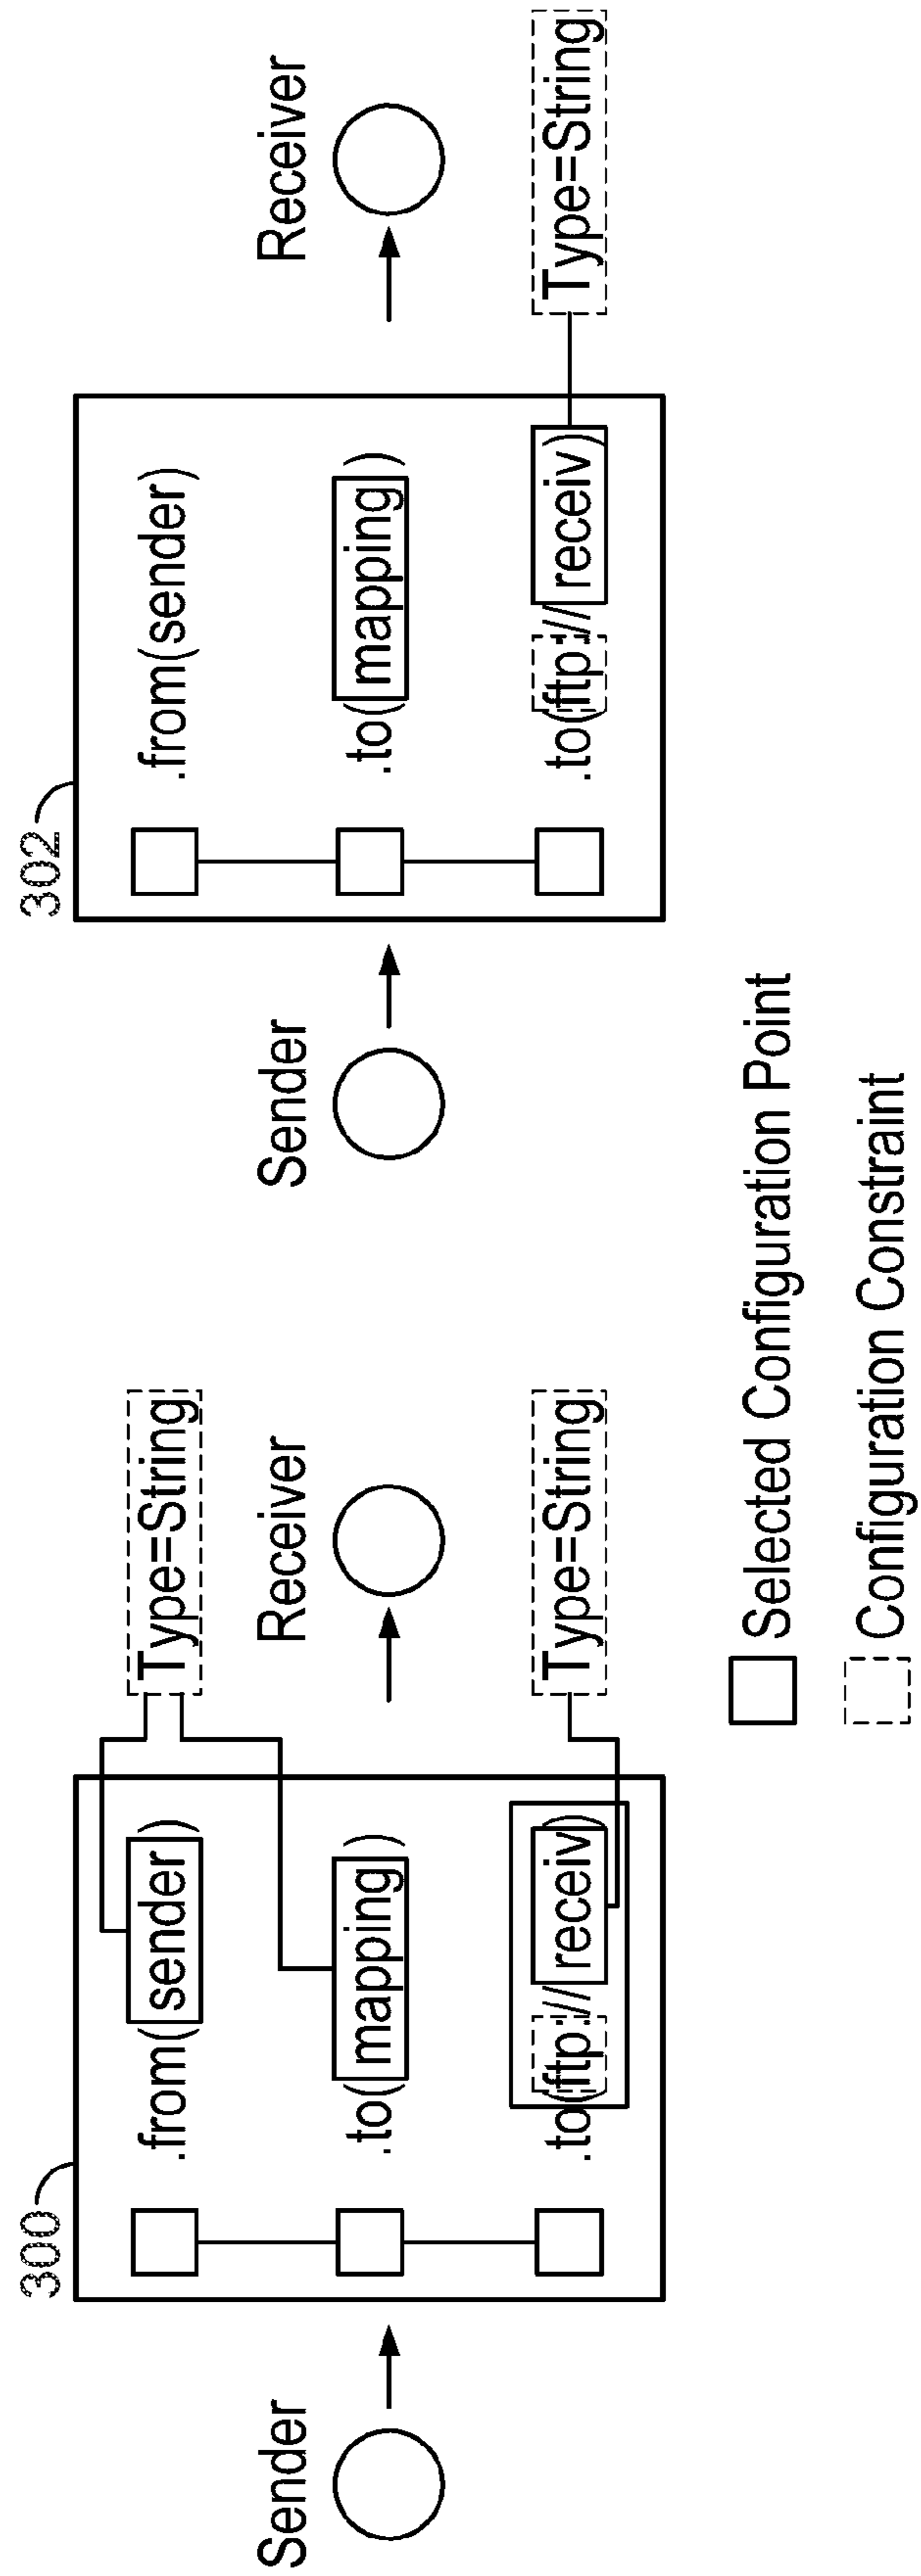 300
302
Sender
Receiver
Sender
Receiver
.from(sender)
Type=String
.from(sender)
.to(mapping)
.to(mapping)
.to(ftp://receiv)
Type=String
.to(ftp://receiv)
Type=String
Selected Configuration Point
Configuration Constraint